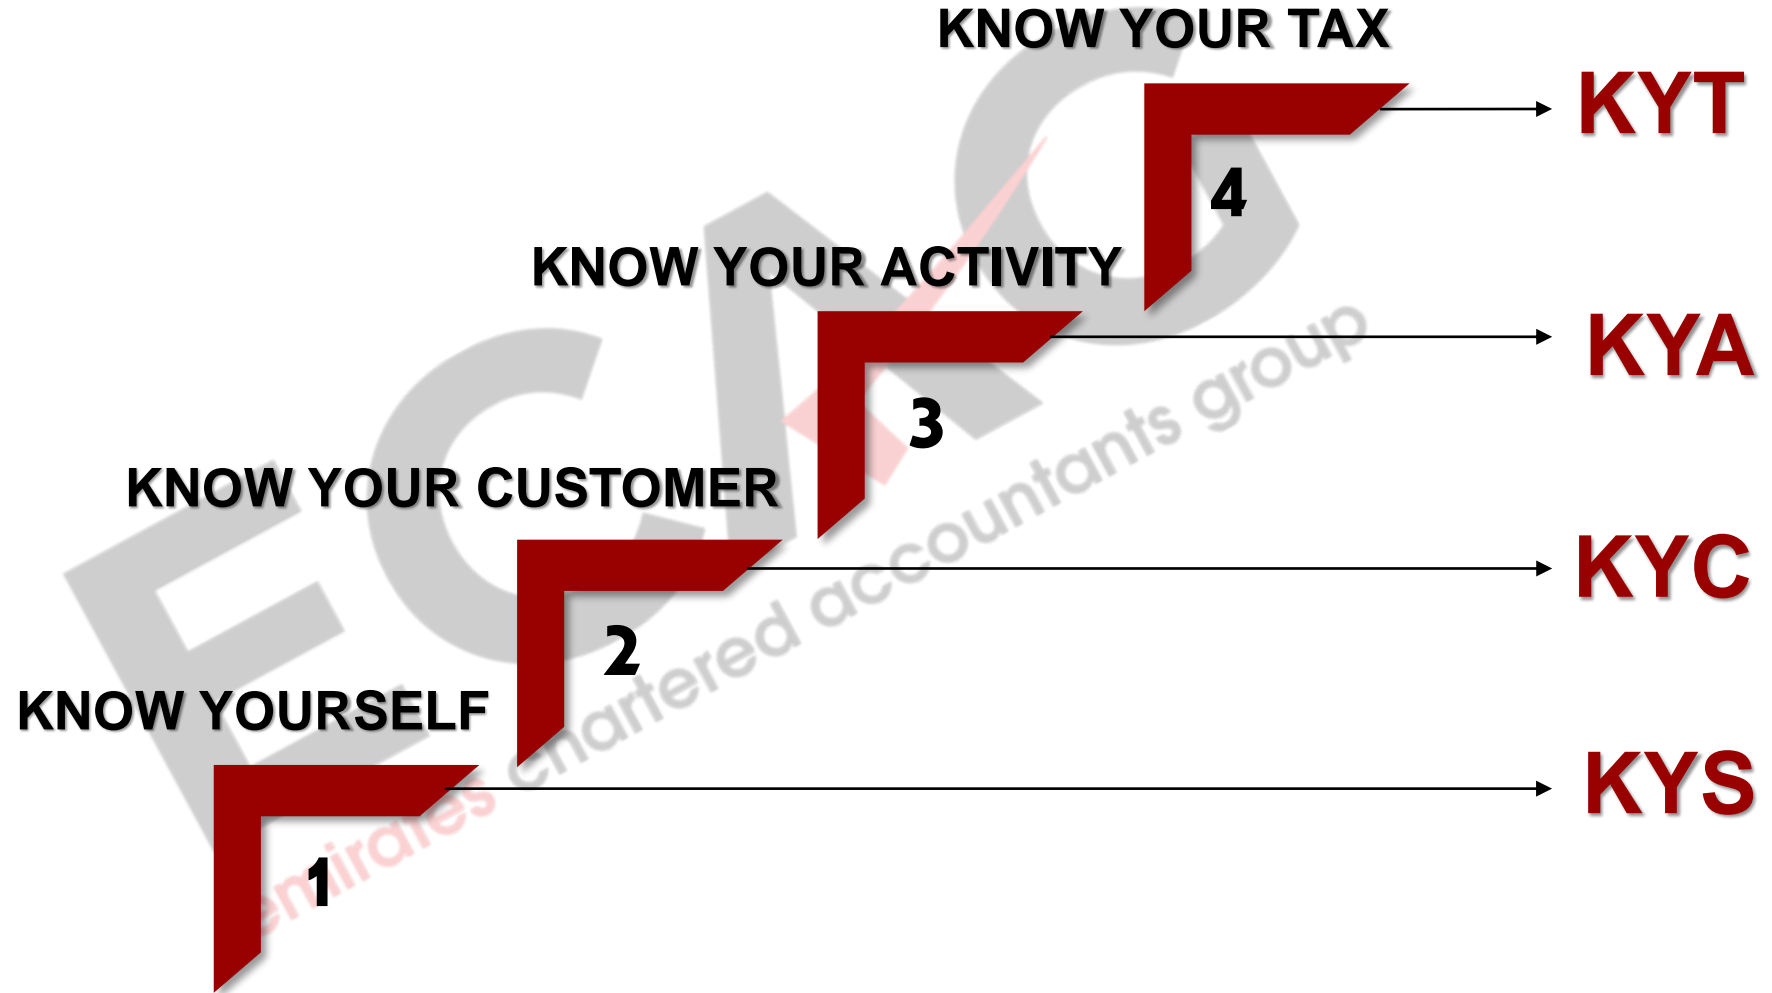 KNOW YOUR TAX
KYT
4
KNOW YOUR ACTIVITY
KYA
3
KNOW YOUR CUSTOMER
KYC
2
KNOW YOURSELF
KYS
1
ECAG
emirates chartered accountants group